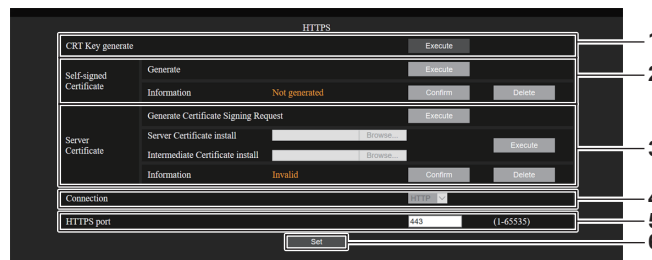 HTTPS
CRT Key generate Execute 1
Self-signed Certificate
Generate Execute 2
Information Not generated Confirm Delete
Server Certificate
Generate Certificate Signing Request Execute
Server Certificate install Browse...
Execute 3
Intermediate Certificate install Browse...
Information Invalid Confirm Delete
Connection HTTP 4
HTTPS port 443 (1-65535) 5
Set 6